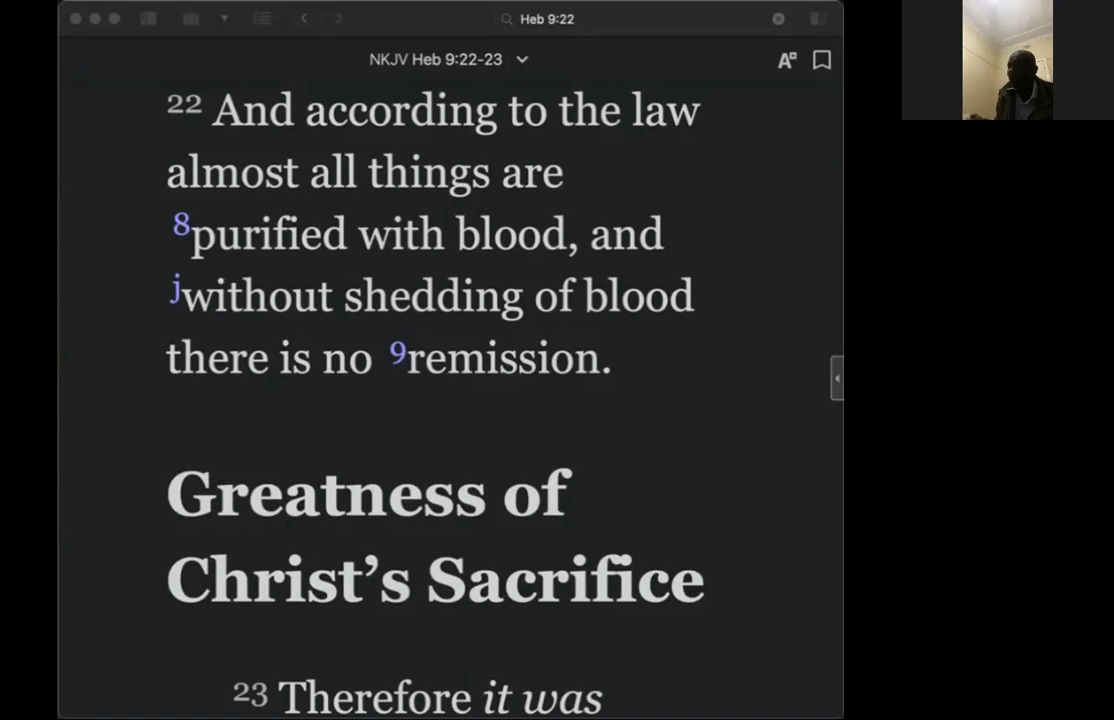 Heb 9:22
NKJV Heb 9:22-23
22 And according to the law
almost all things are
8purified with blood, and
jwithout shedding of blood
there is no 9remission.
Greatness of
Christ’s Sacrifice
23 Therefore it was